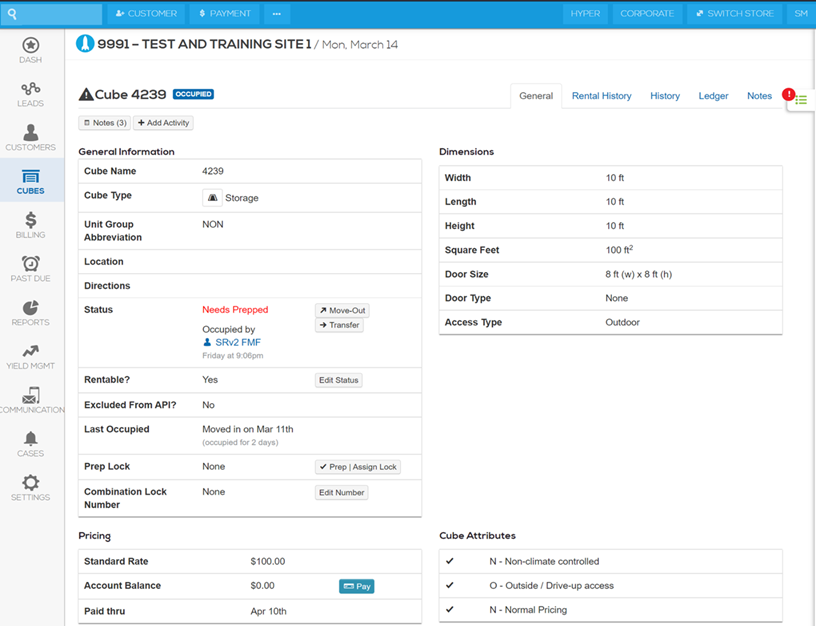 CUSTOMER
$ PAYMENT
HYPER
CORPORATE
SWITCH STORE
SM
DASH
LEADS
CUSTOMERS
CUBES
BILLING
PAST DUE
REPORTS
YIELD MGMT
COMMUNICATION
CASES
SETTINGS
9991 – TEST AND TRAINING SITE 1 / Mon, March 14
Cube 4239 OCCUPIED
General
Rental History
History
Ledger
Notes
Notes (3)
+ Add Activity
General Information
Cube Name 4239
Cube Type Storage
Unit Group NON
Abbreviation
Location
Directions
Status Needs Prepped Move-Out
Transfer
Occupied by
SRv2 FMF
Friday at 9:06pm
Rentable? Yes Edit Status
Excluded From API? No
Last Occupied Moved in on Mar 11th
(occupied for 2 days)
Prep Lock None Prep | Assign Lock
Combination Lock None Edit Number
Number
Dimensions
Width 10 ft
Length 10 ft
Height 10 ft
Square Feet 100 ft²
Door Size 8 ft (w) x 8 ft (h)
Door Type None
Access Type Outdoor
Pricing
Standard Rate $100.00
Account Balance $0.00 Pay
Paid thru Apr 10th
Cube Attributes
N - Non-climate controlled
O - Outside / Drive-up access
N - Normal Pricing